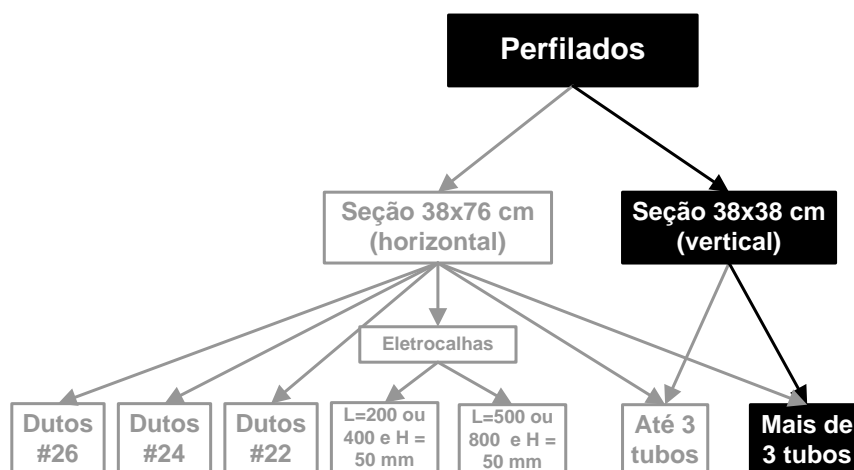 Perfilados
Seção 38x76 cm
(horizontal)
Seção 38x38 cm
(vertical)
Eletrocalhas
Dutos
#26
Dutos
#24
Dutos
#22
L=200 ou
400 e H =
50 mm
L=500 ou
800 e H =
50 mm
Até 3
tubos
Mais de
3 tubos